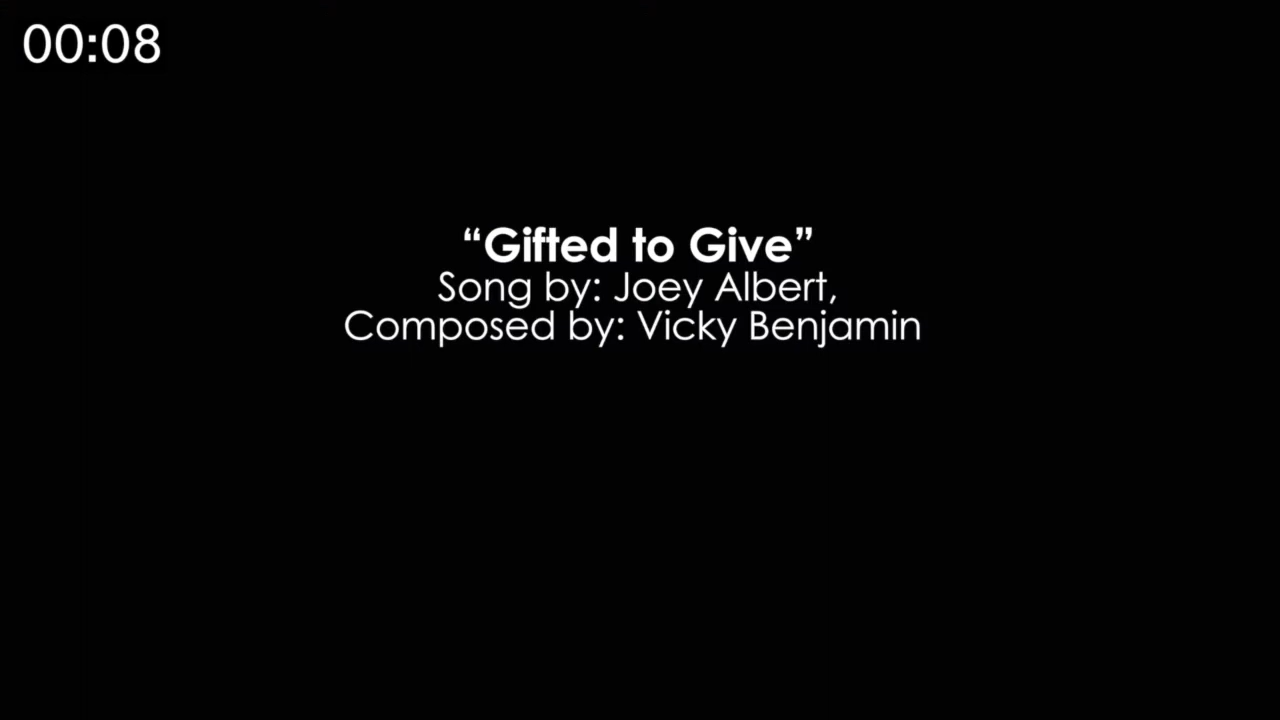 00:08
“Gifted to Give”
Song by: Joey Albert,
Composed by: Vicky Benjamin